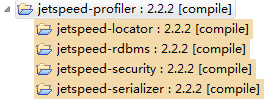 jetspeed-profiler : 2.2.2 [compile]
jetspeed-locator : 2.2.2 [compile]
jetspeed-rdbms : 2.2.2 [compile]
jetspeed-security : 2.2.2 [compile]
jetspeed-serializer : 2.2.2 [compile]